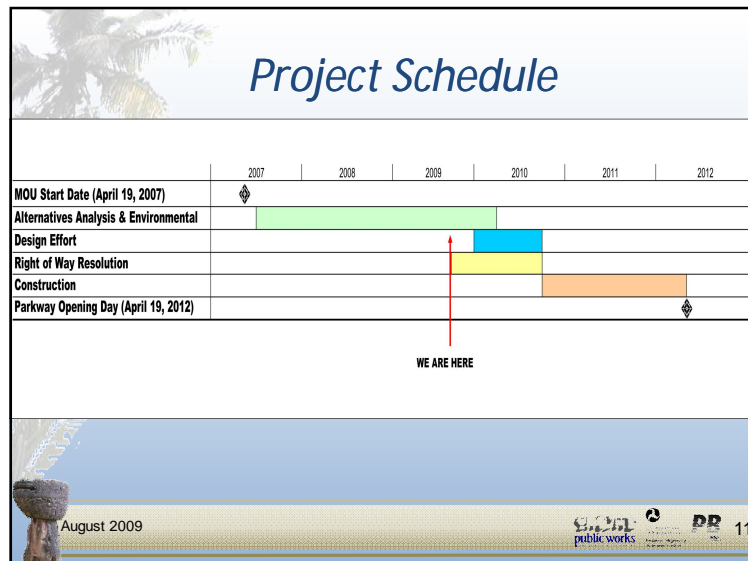 Project Schedule
2007 2008 2009 2010 2011 2012
MOU Start Date (April 19, 2007)
Alternatives Analysis & Environmental
Design Effort
Right of Way Resolution
Construction
Parkway Opening Day (April 19, 2012)
WE ARE HERE
August 2009
public works
PB
11